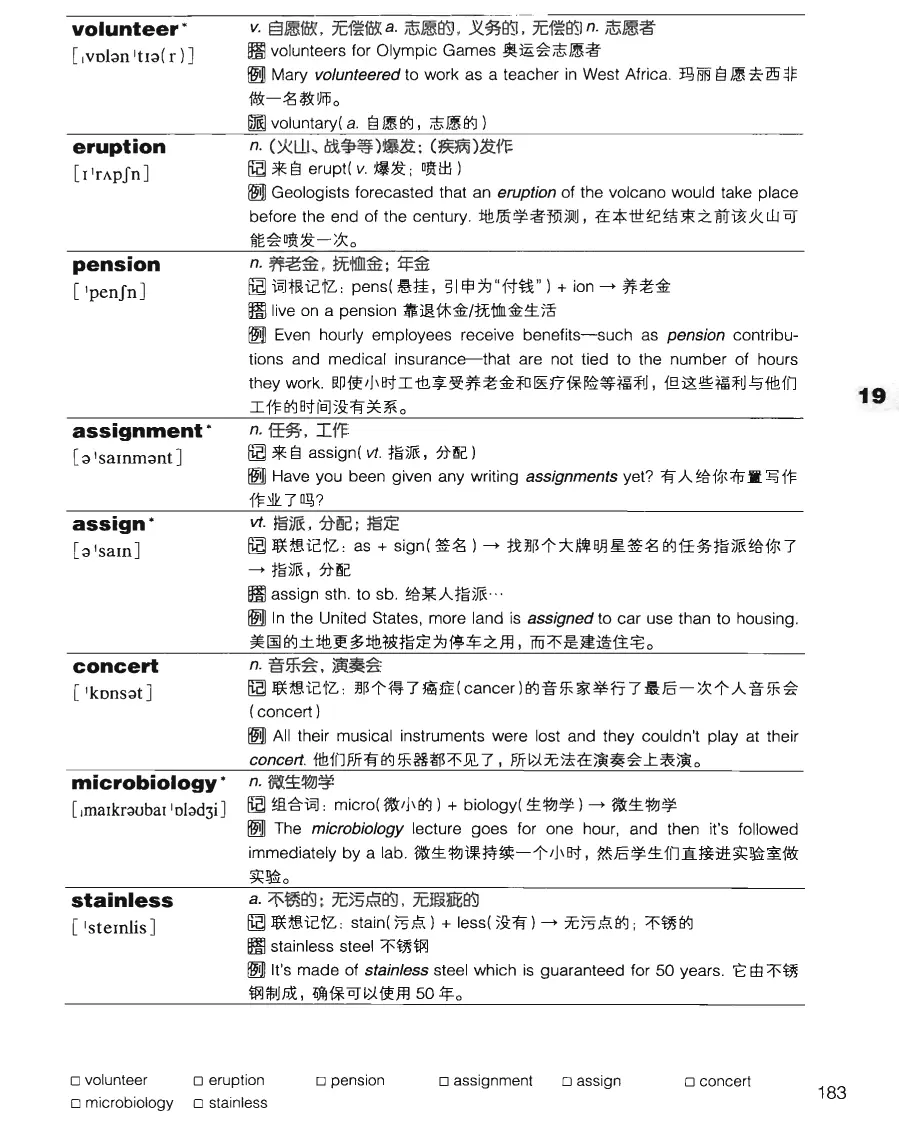 volunteer*
[ˌvɒlənˈtɪə(r)]
v. 自愿做, 无偿做 a. 志愿的, 义务的, 无偿的 n. 志愿者
搭 volunteers for Olympic Games 奥运会志愿者
例 Mary volunteered to work as a teacher in West Africa. 玛丽自愿去西非
做一名教师。
派 voluntary(a. 自愿的, 志愿的)
eruption
[ɪˈrʌpʃn]
n. (火山、战争等)爆发; (疾病)发作
记 来自 erupt(v. 爆发; 喷出)
例 Geologists forecasted that an eruption of the volcano would take place
before the end of the century. 地质学者预测, 在本世纪结束之前该火山可
能会喷发一次。
pension
[ˈpenʃn]
n. 养老金, 抚恤金; 年金
记 词根记忆: pens(悬挂, 引申为“付钱”) + ion → 养老金
搭 live on a pension 靠退休金/抚恤金生活
例 Even hourly employees receive benefits—such as pension contribu-
tions and medical insurance—that are not tied to the number of hours
they work. 即使小时工也享受养老金和医疗保险等福利, 但这些福利与他们
工作的时间没有关系。
19
assignment*
[əˈsaɪnmənt]
n. 任务, 工作
记 来自 assign(vt. 指派, 分配)
例 Have you been given any writing assignments yet? 有人给你布置写作
作业了吗?
assign*
[əˈsaɪn]
vt. 指派, 分配; 指定
记 联想记忆: as + sign(签名) → 找那个大牌明星签名的任务指派给你了
→ 指派, 分配
搭 assign sth. to sb. 给某人指派…
例 In the United States, more land is assigned to car use than to housing.
美国的土地更多地被指定为停车之用, 而不是建造住宅。
concert
[ˈkɒnsət]
n. 音乐会, 演奏会
记 联想记忆: 那个得了癌症(cancer)的音乐家举行了最后一次个人音乐会
(concert)
例 All their musical instruments were lost and they couldn't play at their
concert. 他们所有的乐器都不见了, 所以无法在演奏会上表演。
microbiology*
[ˌmaɪkrəʊbaɪˈɒlədʒi]
n. 微生物学
记 组合词: micro(微小的) + biology(生物学) → 微生物学
例 The microbiology lecture goes for one hour, and then it's followed
immediately by a lab. 微生物课持续一个小时, 然后学生们直接进实验室做
实验。
stainless
[ˈsteɪnlis]
a. 不锈的; 无污点的, 无瑕疵的
记 联想记忆: stain(污点) + less(没有) → 无污点的; 不锈的
搭 stainless steel 不锈钢
例 It's made of stainless steel which is guaranteed for 50 years. 它由不锈
钢制成, 确保可以使用 50 年。
□ volunteer □ eruption □ pension □ assignment □ assign □ concert
□ microbiology □ stainless
183